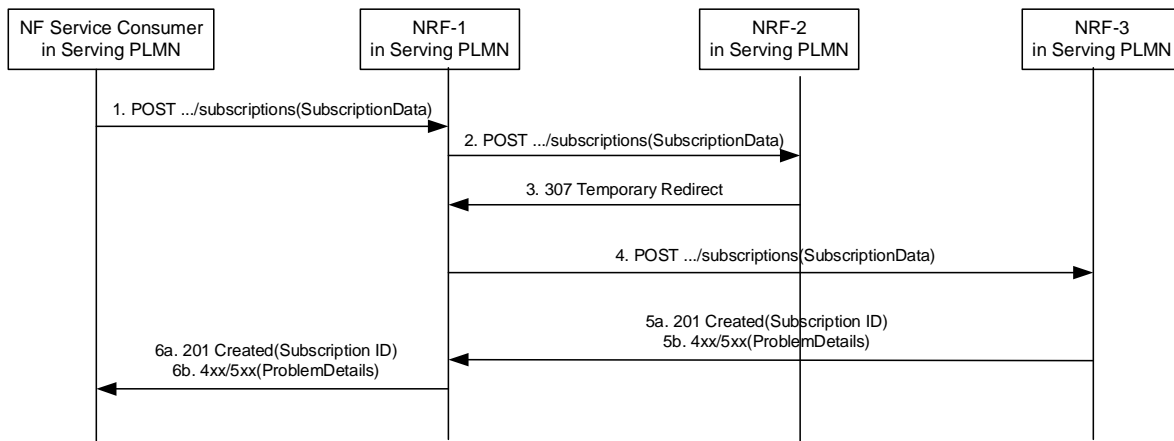 NF Service Consumer
in Serving PLMN
NRF-1
in Serving PLMN
NRF-2
in Serving PLMN
NRF-3
in Serving PLMN
1. POST .../subscriptions(SubscriptionData)
2. POST .../subscriptions(SubscriptionData)
3. 307 Temporary Redirect
4. POST .../subscriptions(SubscriptionData)
5a. 201 Created(Subscription ID)
5b. 4xx/5xx(ProblemDetails)
6a. 201 Created(Subscription ID)
6b. 4xx/5xx(ProblemDetails)